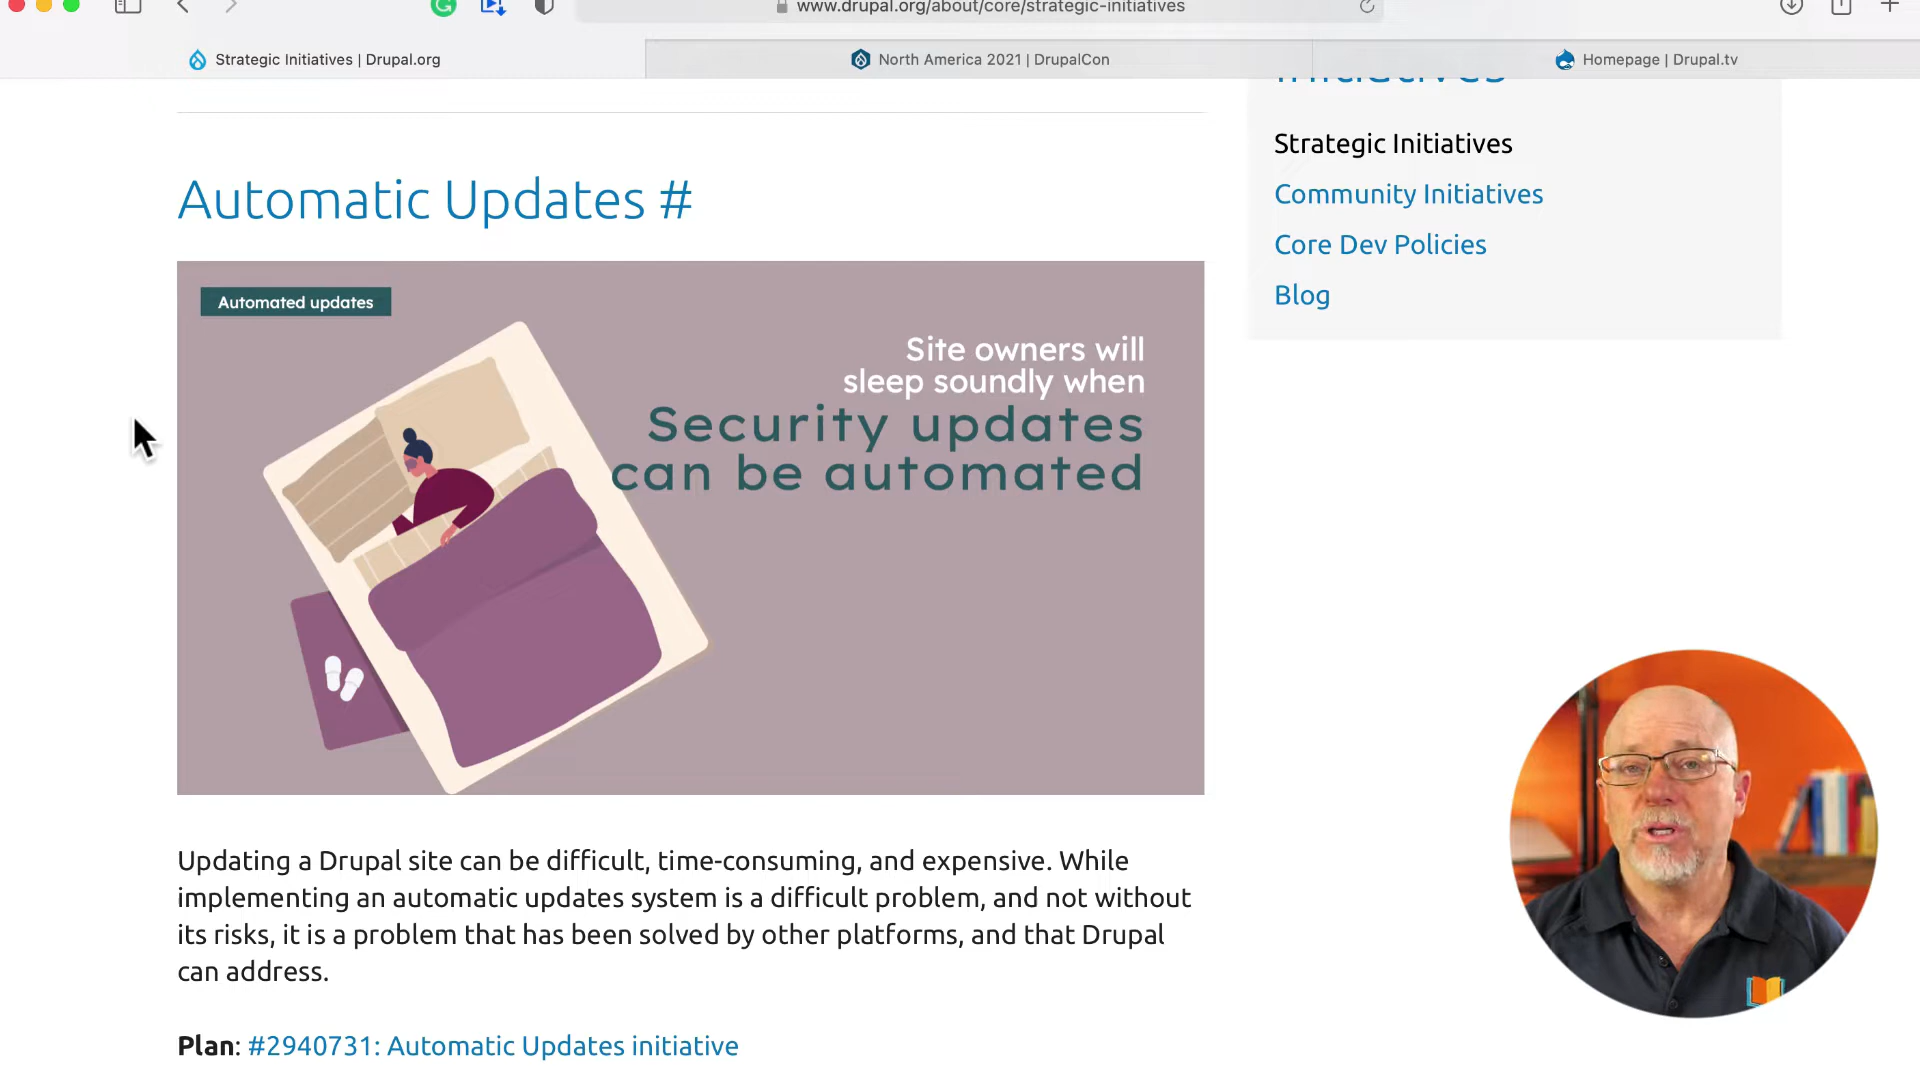 www.drupal.org/about/core/strategic-initiatives
Strategic Initiatives | Drupal.org
North America 2021 | DrupalCon
Homepage | Drupal.tv
Initiatives
Strategic Initiatives
Community Initiatives
Core Dev Policies
Blog
Automatic Updates #
Automated updates
Site owners will
sleep soundly when
Security updates
can be automated
Updating a Drupal site can be difficult, time-consuming, and expensive. While
implementing an automatic updates system is a difficult problem, and not without
its risks, it is a problem that has been solved by other platforms, and that Drupal
can address.
Plan: #2940731: Automatic Updates initiative